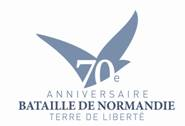 70e
ANNIVERSAIRE
BATAILLE DE NORMANDIE
TERRE DE LIBERTÉ